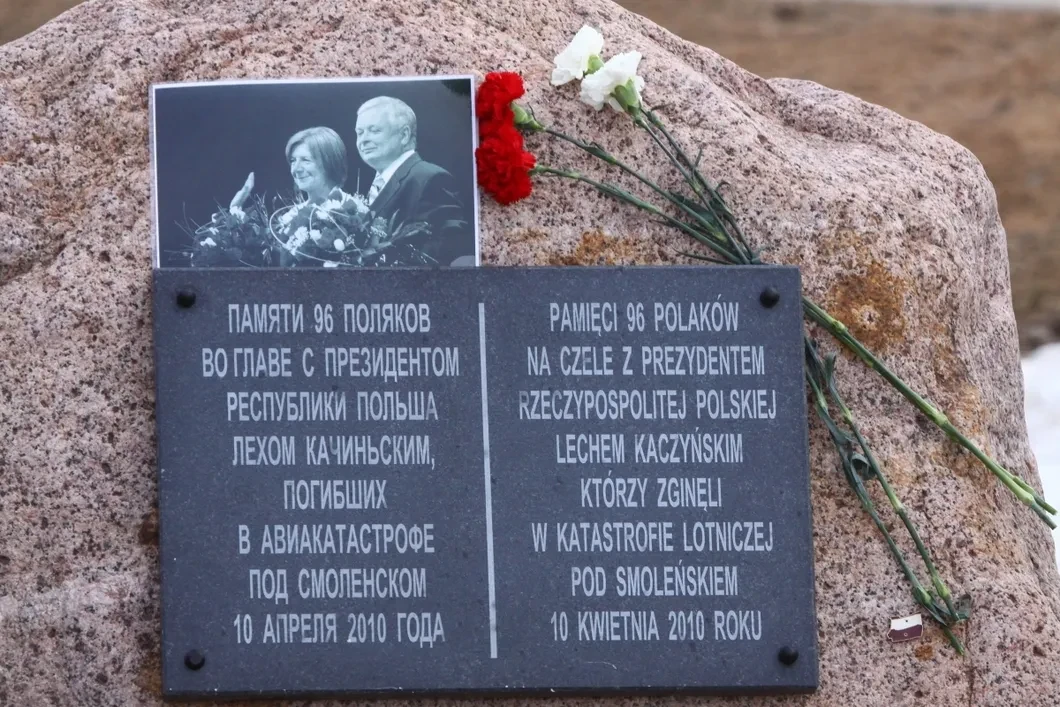 ПАМЯТИ 96 ПОЛЯКОВ
ВО ГЛАВЕ С ПРЕЗИДЕНТОМ
РЕСПУБЛИКИ ПОЛЬША
ЛЕХОМ КАЧИНЬСКИМ,
ПОГИБШИХ
В АВИАКАТАСТРОФЕ
ПОД СМОЛЕНСКОМ
10 АПРЕЛЯ 2010 ГОДА
PAMIĘCI 96 POLAKÓW
NA CZELE Z PREZYDENTEM
RZECZYPOSPOLITEJ POLSKIEJ
LECHEM KACZYŃSKIM
KTÓRZY ZGINĘLI
W KATASTROFIE LOTNICZEJ
POD SMOLEŃSKIEM
10 KWIETNIA 2010 ROKU